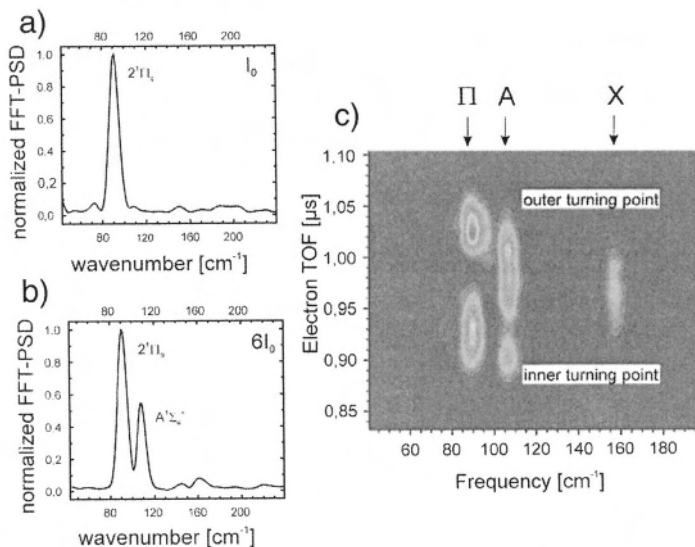 a)
80 120 160 200
I₀
2¹Πg
normalized FFT-PSD
1,0
0,8
0,6
0,4
0,2
0,0
80 120 160 200
wavenumber [cm⁻¹]
b)
80 120 160 200
6I₀
2¹Πg
A¹Σu⁺
normalized FFT-PSD
1,0
0,8
0,6
0,4
0,2
0,0
80 120 160 200
wavenumber [cm⁻¹]
c)
Π A X
outer turning point
inner turning point
Electron TOF [µs]
1,10
1,05
1,00
0,95
0,90
0,85
40 60 80 100 120 140 160 180
Frequency [cm⁻¹]